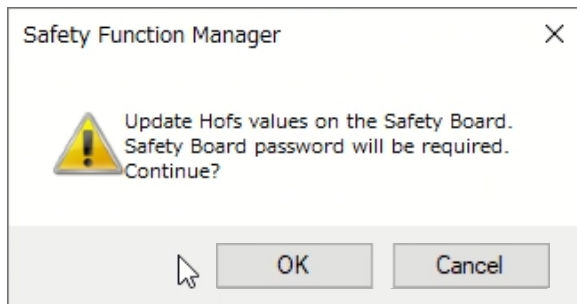 Safety Function Manager
Update Hofs values on the Safety Board.
Safety Board password will be required.
Continue?
OK
Cancel